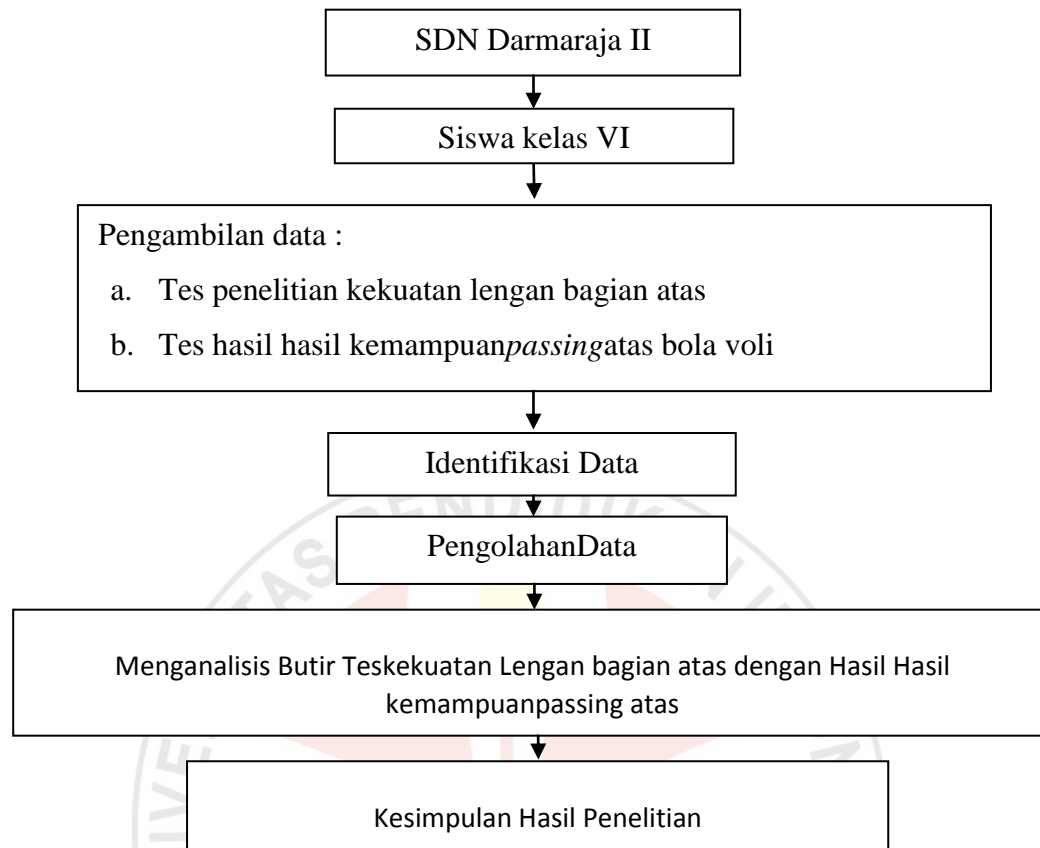 SDN Darmaraja II
Siswa kelas VI
Pengambilan data :
a. Tes penelitian kekuatan lengan bagian atas
b. Tes hasil hasil kemampuanpassingatas bola voli
Identifikasi Data
PengolahanData
Menganalisis Butir Teskekuatan Lengan bagian atas dengan Hasil Hasil
kemampuanpassing atas
Kesimpulan Hasil Penelitian